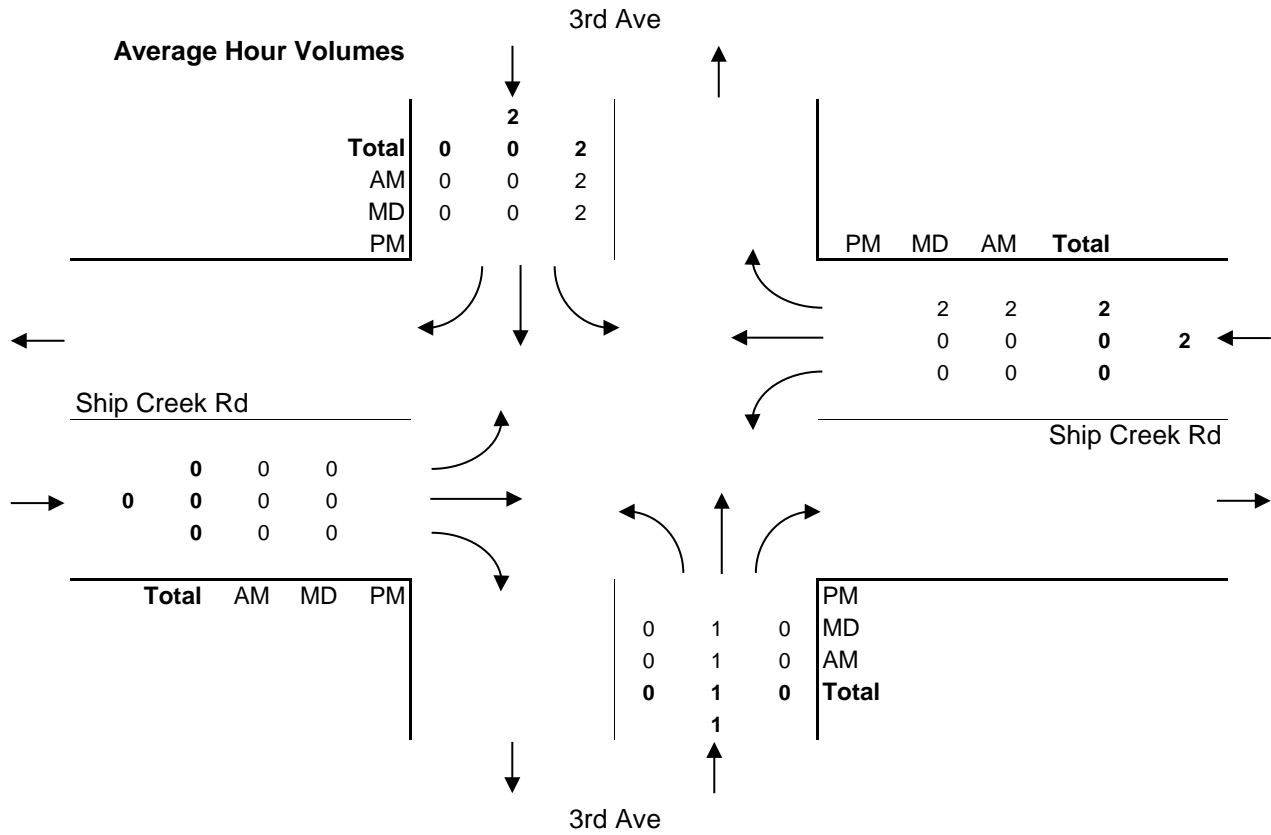 3rd Ave
Average Hour Volumes
2
Total 0 0 2
AM 0 0 2
MD 0 0 2
PM
PM MD AM Total
2 2 2
0 0 0 2
0 0 0
Ship Creek Rd
Ship Creek Rd
0 0 0
0 0 0 0
0 0 0
Total AM MD PM
PM
0 1 0 MD
0 1 0 AM
0 1 0 Total
1
3rd Ave